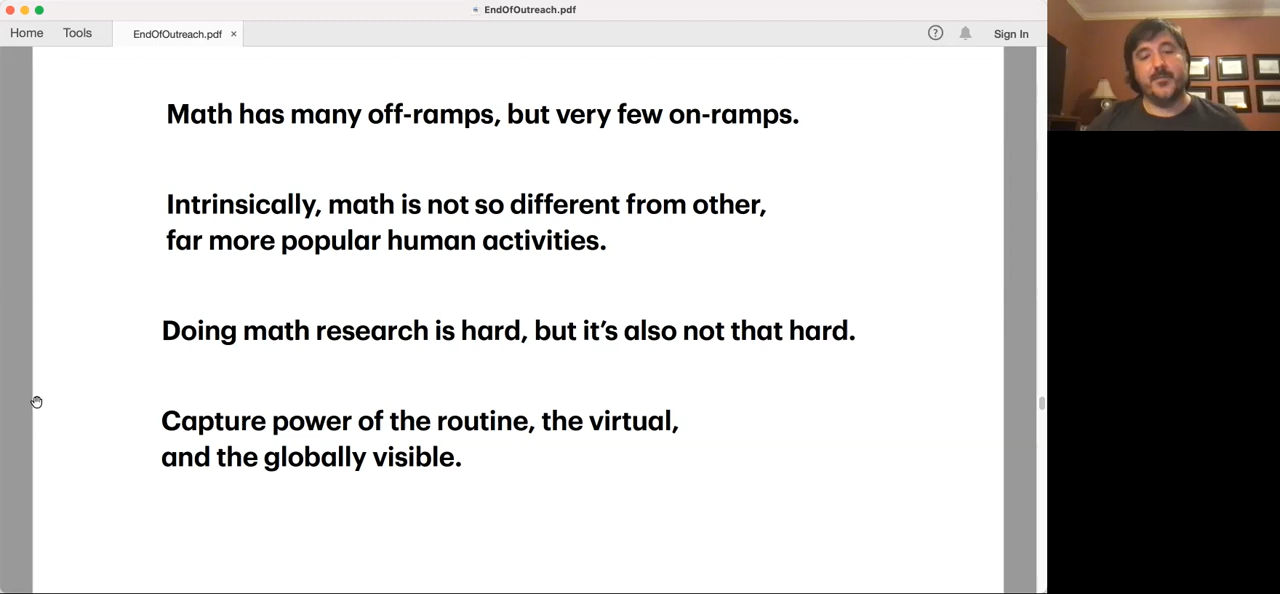 EndOfOutreach.pdf
Home
Tools
EndOfOutreach.pdf ×
?
Sign In
Math has many off-ramps, but very few on-ramps.
Intrinsically, math is not so different from other,
far more popular human activities.
Doing math research is hard, but it’s also not that hard.
Capture power of the routine, the virtual,
and the globally visible.